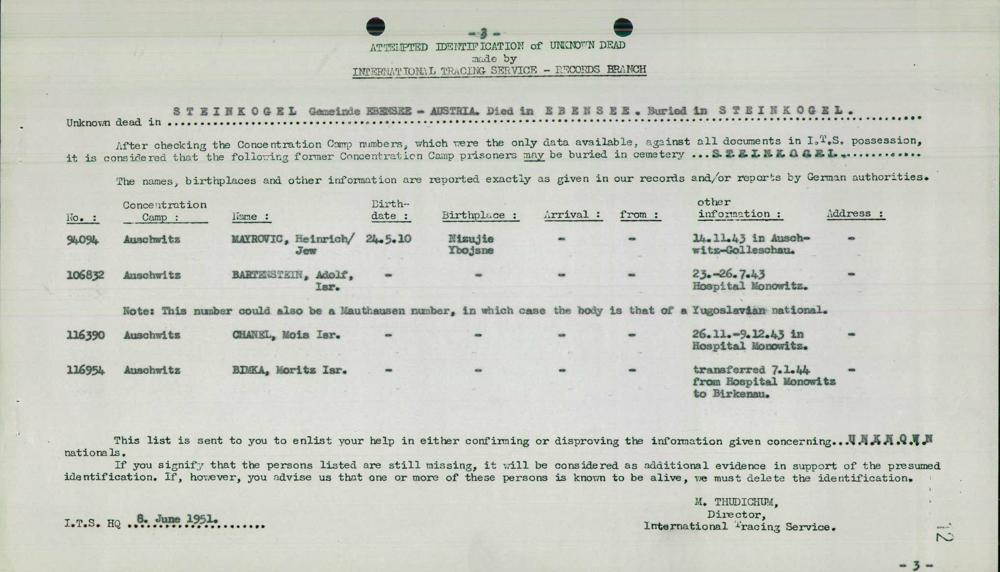 - 3 -
ATTEMPTED IDENTIFICATION of UNKNOWN DEAD
made by
INTERNATIONAL TRACING SERVICE - RECORDS BRANCH
STEINKOGEL Gemeinde EBENSEE - AUSTRIA. Died in EBENSEE. Buried in STEINKOGEL.
Unknown dead in ....................
After checking the Concentration Camp numbers, which were the only data available, against all documents in I.T.S. possession,
it is considered that the following former Concentration Camp prisoners may be buried in cemetery ...STEINKOGEL............
The names, birthplaces and other information are reported exactly as given in our records and/or reports by German authorities.
No. : Concentration Camp : Name : Birth-date : Birthplace : Arrival : from : other information : Address :
94094 Auschwitz MAYROVIC, Heinrich/ 24.5.10 Nizujie - - 14.11.43 in Ausch- -
Jew Ybojsne witz-Golleschau.
106832 Auschwitz BARTENSTEIN, Adolf, - - - - 23.-26.7.43 -
Isr. Hospital Monowitz.
Note: This number could also be a Mauthausen number, in which case the body is that of a Yugoslavian national.
116390 Auschwitz CHANEL, Mois Isr. - - - - 26.11.-9.12.43 in -
Hospital Monowitz.
116954 Auschwitz BIMKA, Moritz Isr. - - - - transferred 7.1.44 -
from Hospital Monowitz
to Birkenau.
This list is sent to you to enlist your help in either confirming or disproving the information given concerning...UNKNOWN
nationals.
If you signify that the persons listed are still missing, it will be considered as additional evidence in support of the presumed
identification. If, however, you advise us that one or more of these persons is known to be alive, we must delete the identification.
M. THUDICHUM,
Director,
International Tracing Service.
I.T.S. HQ ..8. June 1951...........
12
- 3 -